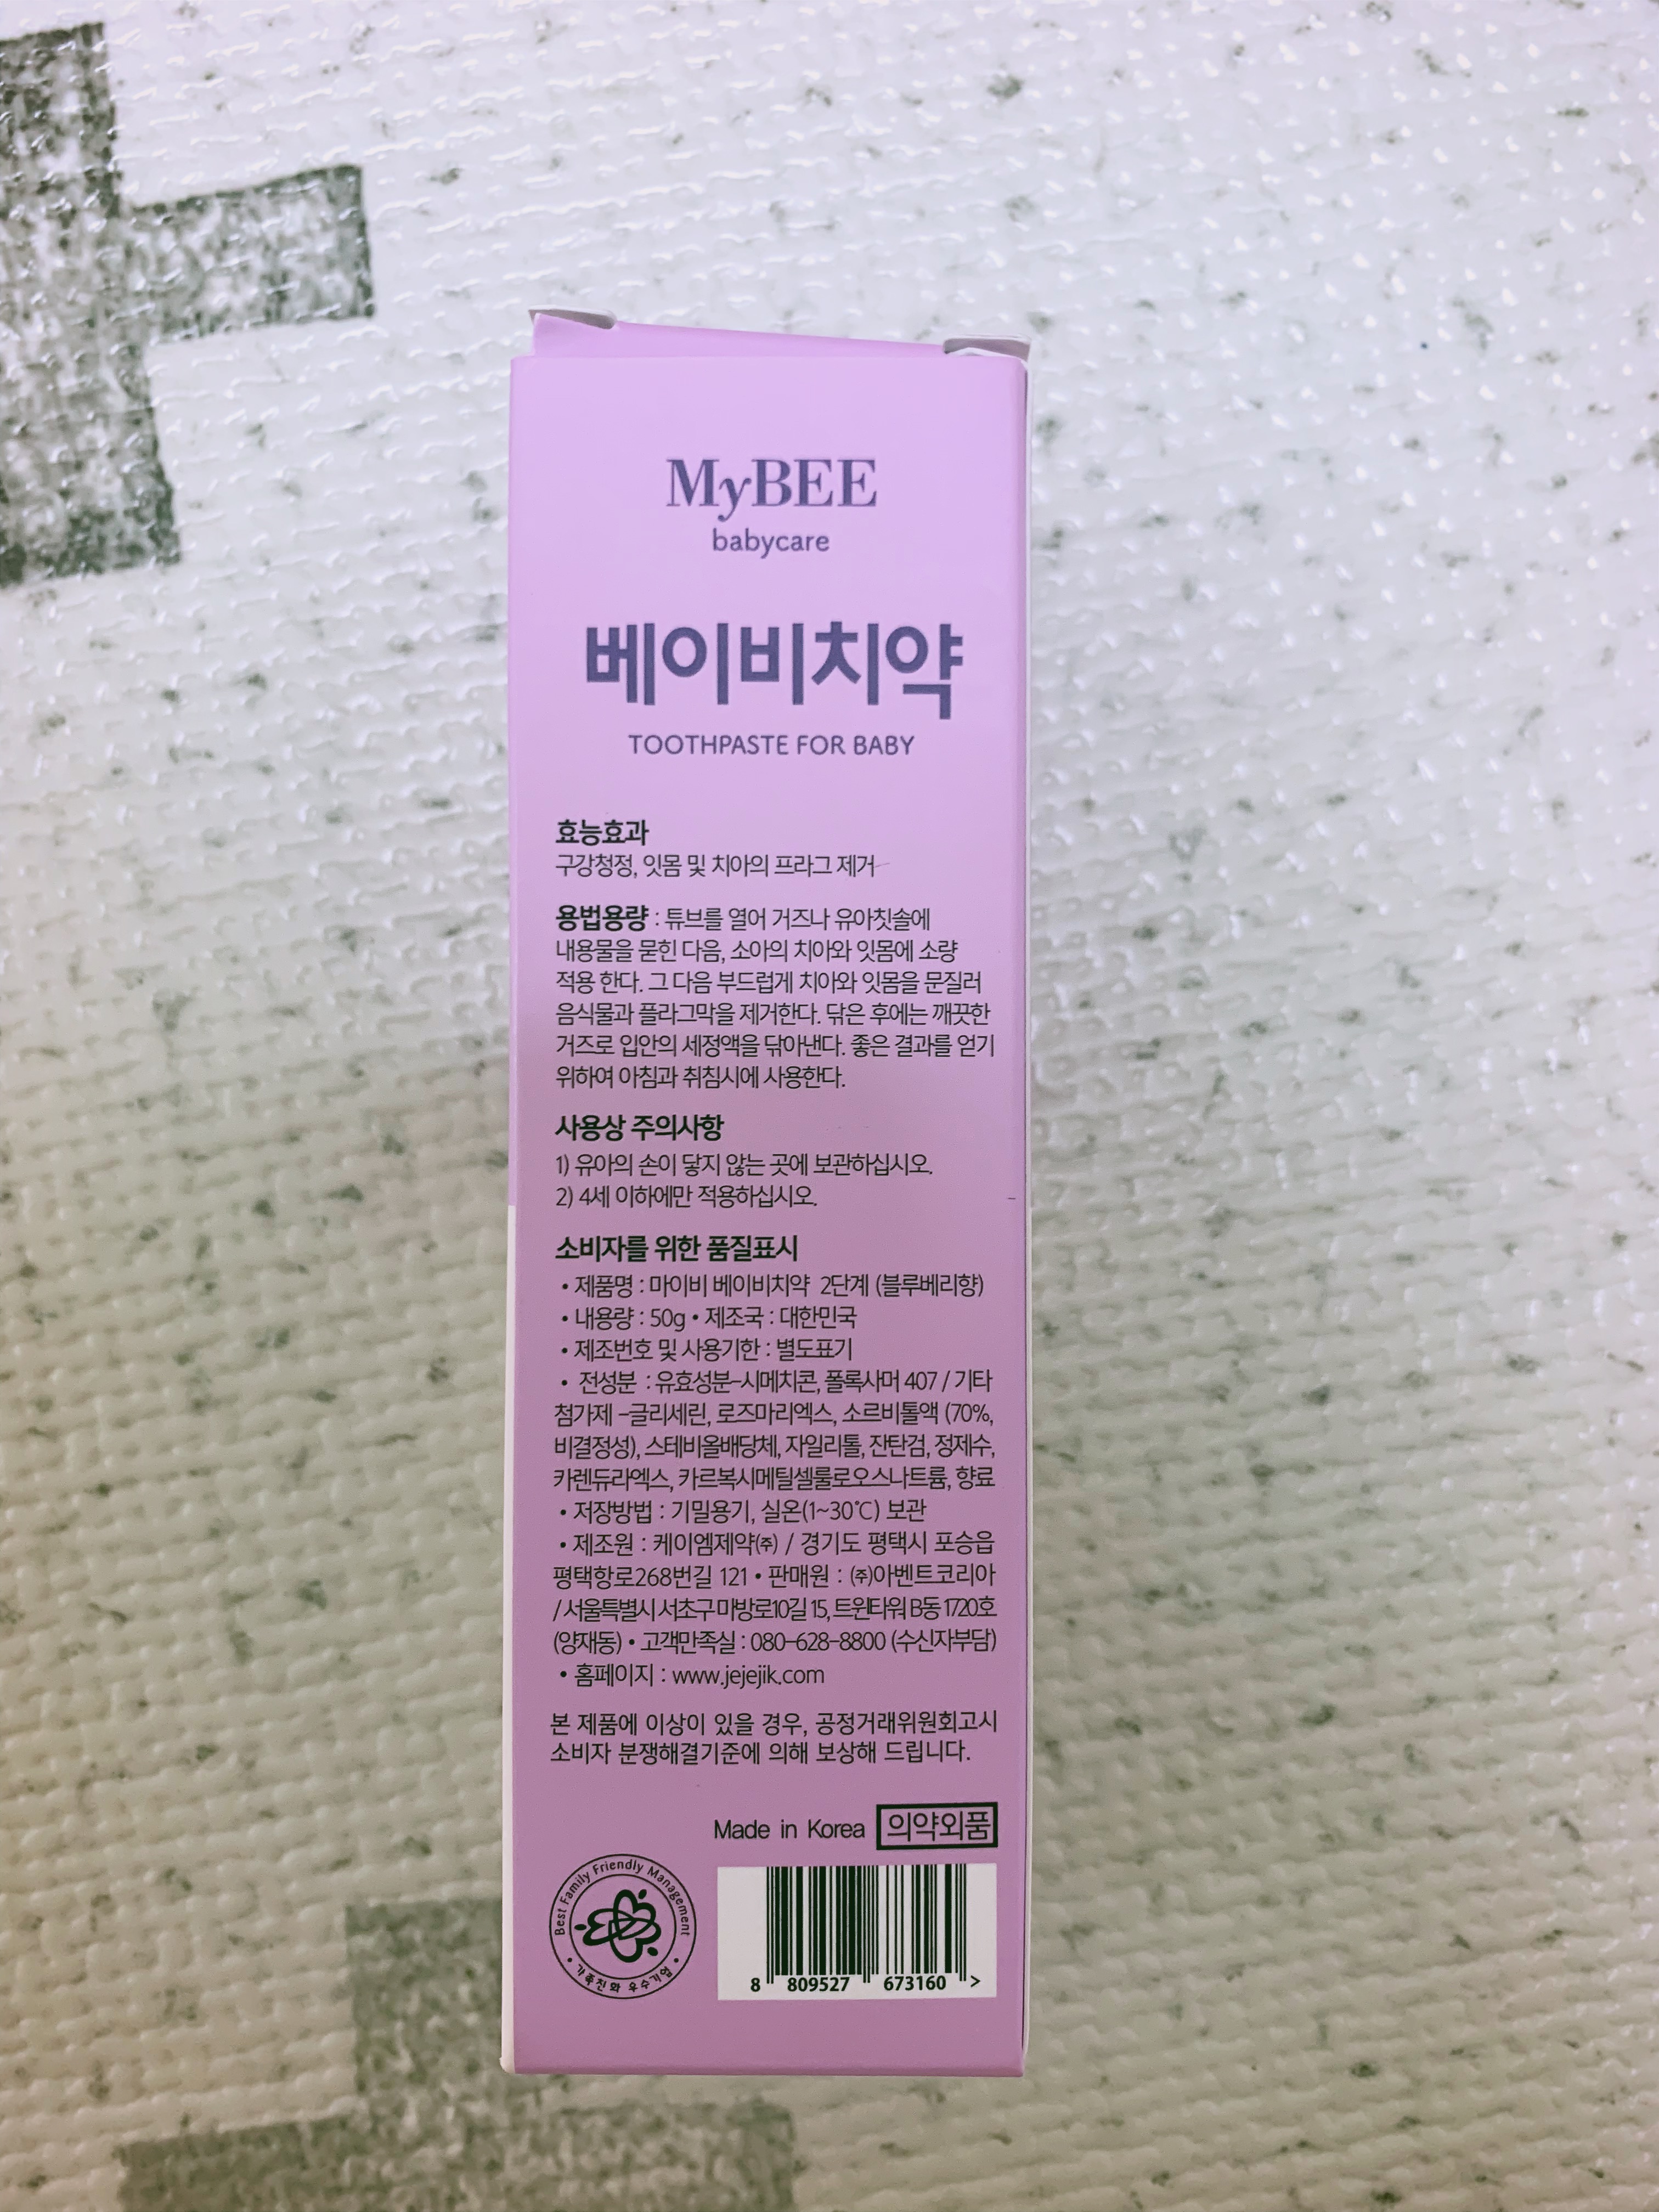 MyBEE
babycare
베이비치약
TOOTHPASTE FOR BABY
효능효과
구강청정, 잇몸 및 치아의 프라그 제거
용법용량 : 튜브를 열어 거즈나 유아칫솔에
내용물을 묻힌 다음, 소아의 치아와 잇몸에 소량
적용 한다. 그 다음 부드럽게 치아와 잇몸을 문질러
음식물과 플라그막을 제거한다. 닦은 후에는 깨끗한
거즈로 입안의 세정액을 닦아낸다. 좋은 결과를 얻기
위하여 아침과 취침시에 사용한다.
사용상 주의사항
1) 유아의 손이 닿지 않는 곳에 보관하십시오.
2) 4세 이하에만 적용하십시오.
소비자를 위한 품질표시
• 제품명 : 마이비 베이비치약 2단계 (블루베리향)
• 내용량 : 50g • 제조국 : 대한민국
• 제조번호 및 사용기한 : 별도표기
• 전성분 : 유효성분-시메치콘, 폴록사머 407 / 기타
첨가제 -글리세린, 로즈마리엑스, 소르비톨액 (70%,
비결정성), 스테비올배당체, 자일리톨, 잔탄검, 정제수,
카렌듀라엑스, 카르복시메틸셀룰로오스나트륨, 향료
• 저장방법 : 기밀용기, 실온(1~30℃) 보관
• 제조원 : 케이엠제약㈜ / 경기도 평택시 포승읍
평택항로268번길 121 • 판매원 : ㈜아벤트코리아
/ 서울특별시 서초구 마방로10길 15, 트윈타워 B동 1720호
(양재동) • 고객만족실 : 080-628-8800 (수신자부담)
• 홈페이지 : www.jejejik.com
본 제품에 이상이 있을 경우, 공정거래위원회고시
소비자 분쟁해결기준에 의해 보상해 드립니다.
Made in Korea 의약외품
Best Family Friendly Management
• 가족친화 우수기업 •
8 809527 673160 >